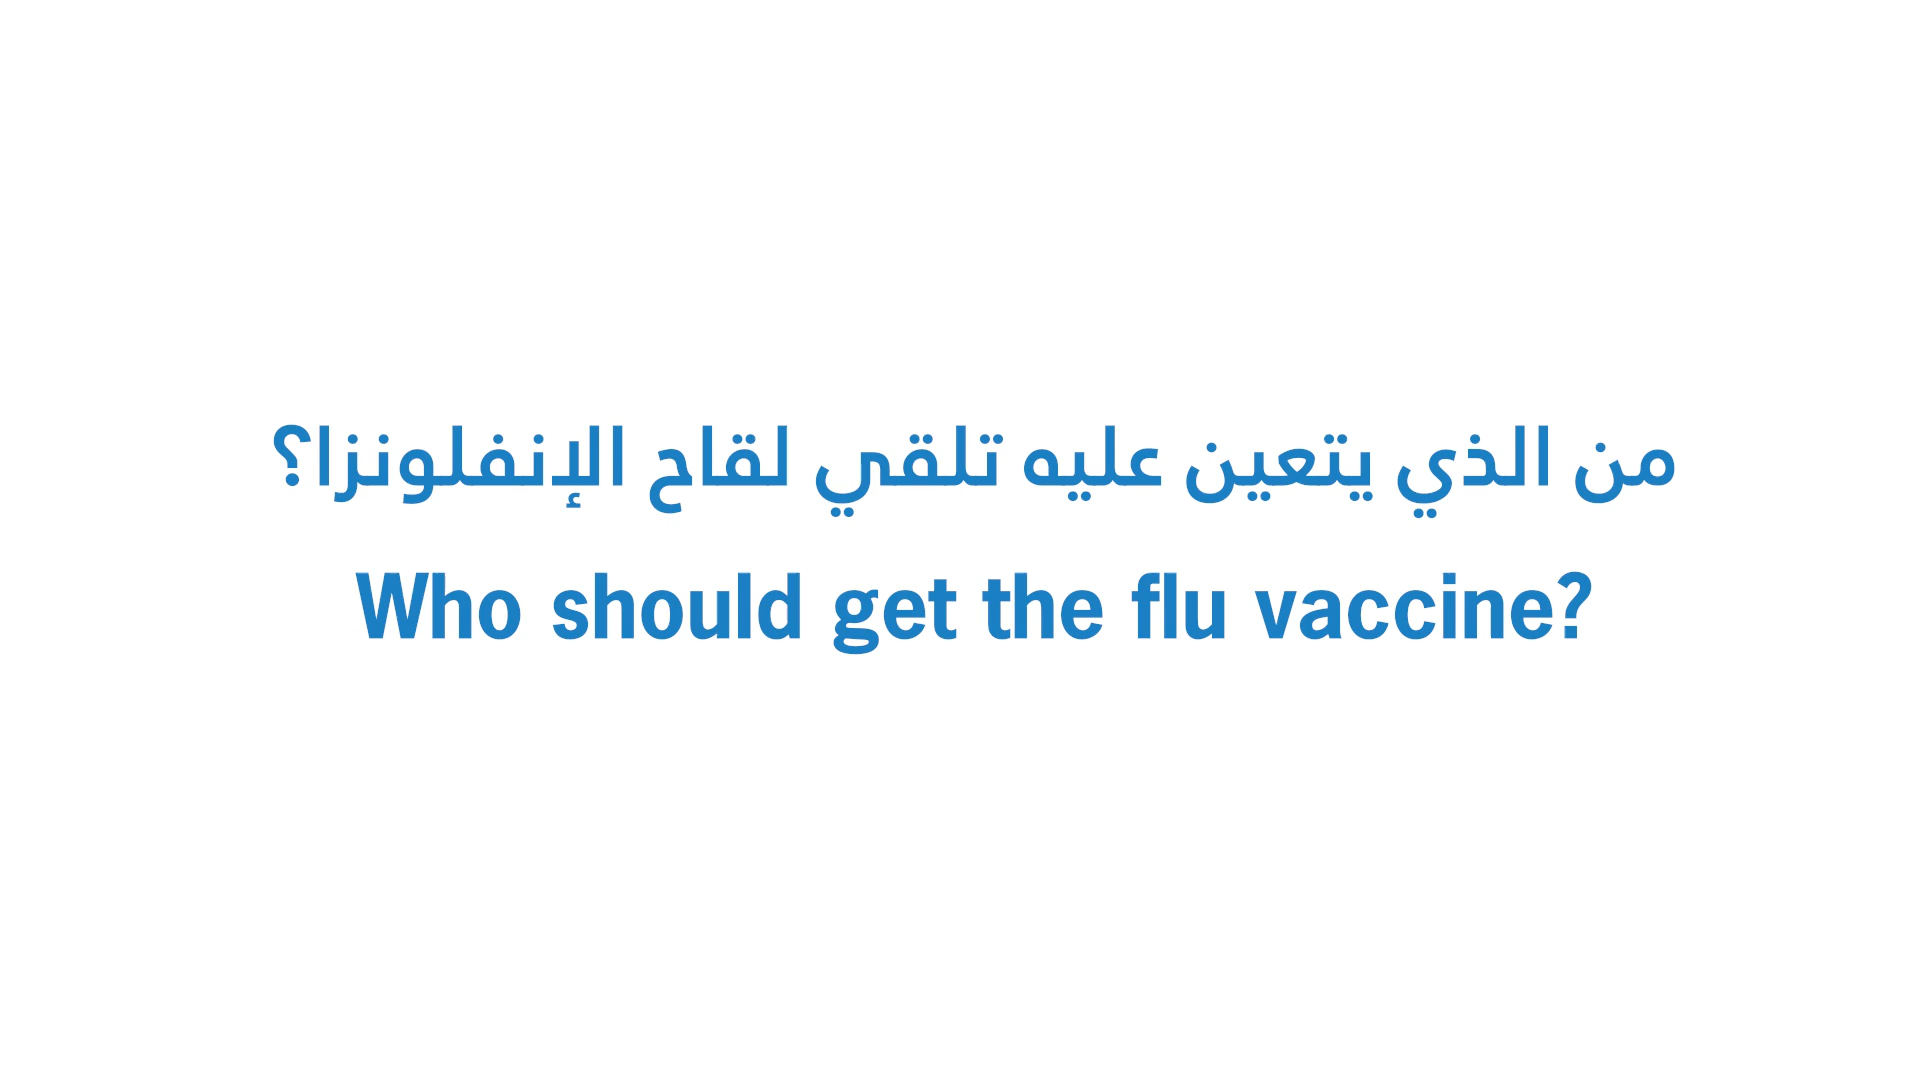 من الذي يتعين عليه تلقي لقاح الإنفلونزا؟
Who should get the flu vaccine?